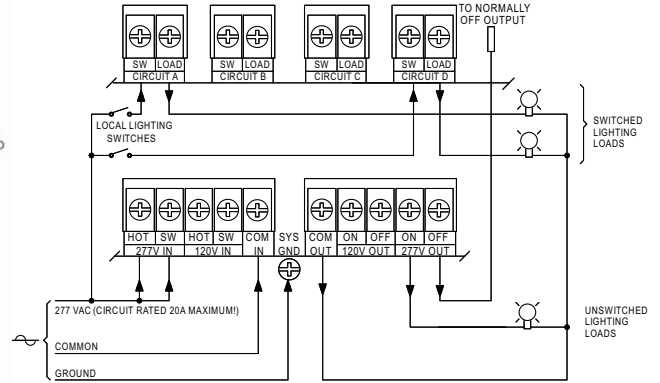 TO NORMALLY
OFF OUTPUT
SW LOAD SW LOAD SW LOAD SW LOAD
CIRCUIT A CIRCUIT B CIRCUIT C CIRCUIT D
LOCAL LIGHTING
SWITCHES
SWITCHED
LIGHTING
LOADS
HOT SW HOT SW COM SYS COM ON OFF ON OFF
277V IN 120V IN IN GND OUT 120V OUT 277V OUT
277 VAC (CIRCUIT RATED 20A MAXIMUM!)
UNSWITCHED
LIGHTING
LOADS
COMMON
GROUND